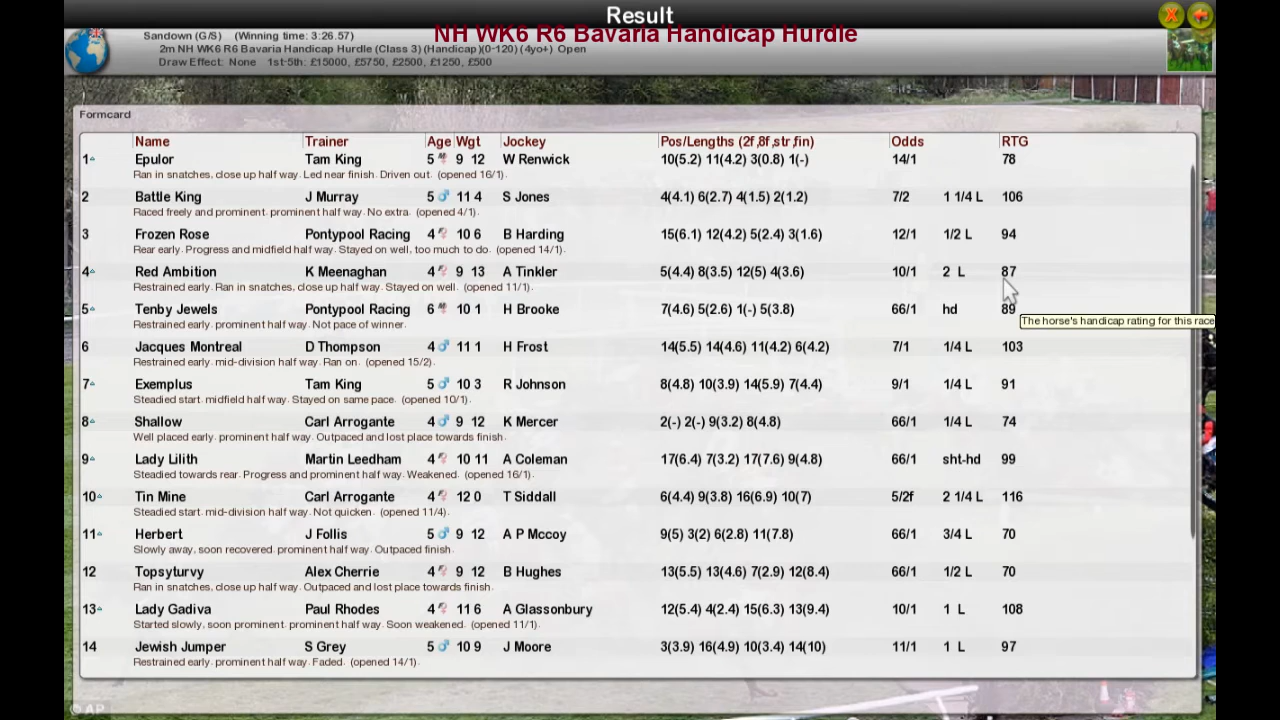 Result
NH WK6 R6 Bavaria Handicap Hurdle
Sandown (G/S) (Winning time: 3:26.57)
2m NH WK6 R6 Bavaria Handicap Hurdle (Class 3) (Handicap)(0-120) (4yo+) Open
Draw Effect: None 1st-5th: £15000, £5750, £2500, £1250, £500
Formcard
Name Trainer Age Wgt Jockey Pos/Lengths (2f,8f,str,fin) Odds RTG
1 Epulor Tam King 5 9 12 W Renwick 10(5.2) 11(4.2) 3(0.8) 1(-) 14/1 78
Ran in snatches, close up half way. Led near finish. Driven out. (opened 16/1).
2 Battle King J Murray 5 11 4 S Jones 4(4.1) 6(2.7) 4(1.5) 2(1.2) 7/2 1 1/4 L 106
Raced freely and prominent. prominent half way. No extra. (opened 4/1).
3 Frozen Rose Pontypool Racing 4 10 6 B Harding 15(6.1) 12(4.2) 5(2.4) 3(1.6) 12/1 1/2 L 94
Rear early. Progress and midfield half way. Stayed on well, too much to do. (opened 14/1).
4 Red Ambition K Meenaghan 4 9 13 A Tinkler 5(4.4) 8(3.5) 12(5) 4(3.6) 10/1 2 L 87
Restrained early. Ran in snatches, close up half way. Stayed on well. (opened 11/1).
5 Tenby Jewels Pontypool Racing 6 10 1 H Brooke 7(4.6) 5(2.6) 1(-) 5(3.8) 66/1 hd 89
The horse's handicap rating for this race
Restrained early. prominent half way. Not pace of winner.
6 Jacques Montreal D Thompson 4 11 1 H Frost 14(5.5) 14(4.6) 11(4.2) 6(4.2) 7/1 1/4 L 103
Restrained early. mid-division half way. Ran on. (opened 15/2).
7 Exemplus Tam King 5 10 3 R Johnson 8(4.8) 10(3.9) 14(5.9) 7(4.4) 9/1 1/4 L 91
Steadied start. midfield half way. Stayed on same pace. (opened 10/1).
8 Shallow Carl Arrogante 4 9 12 K Mercer 2(-) 2(-) 9(3.2) 8(4.8) 66/1 1/4 L 74
Well placed early. prominent half way. Outpaced and lost place towards finish.
9 Lady Lilith Martin Leedham 4 10 11 A Coleman 17(6.4) 7(3.2) 17(7.6) 9(4.8) 66/1 sht-hd 99
Steadied towards rear. Progress and prominent half way. Weakened. (opened 16/1).
10 Tin Mine Carl Arrogante 4 12 0 T Siddall 6(4.4) 9(3.8) 16(6.9) 10(7) 5/2f 2 1/4 L 116
Steadied start. mid-division half way. Not quicken. (opened 11/4).
11 Herbert J Follis 5 9 12 A P Mccoy 9(5) 3(2) 6(2.8) 11(7.8) 66/1 3/4 L 70
Slowly away, soon recovered. prominent half way. Outpaced finish.
12 Topsyturvy Alex Cherrie 4 9 12 B Hughes 13(5.5) 13(4.6) 7(2.9) 12(8.4) 66/1 1/2 L 70
Ran in snatches, close up half way. Outpaced and lost place towards finish.
13 Lady Gadiva Paul Rhodes 4 11 6 A Glassonbury 12(5.4) 4(2.4) 15(6.3) 13(9.4) 10/1 1 L 108
Started slowly, soon prominent. prominent half way. Soon weakened. (opened 11/1).
14 Jewish Jumper S Grey 5 10 9 J Moore 3(3.9) 16(4.9) 10(3.4) 14(10) 11/1 1 L 97
Restrained early. prominent half way. Faded. (opened 14/1).
© AP